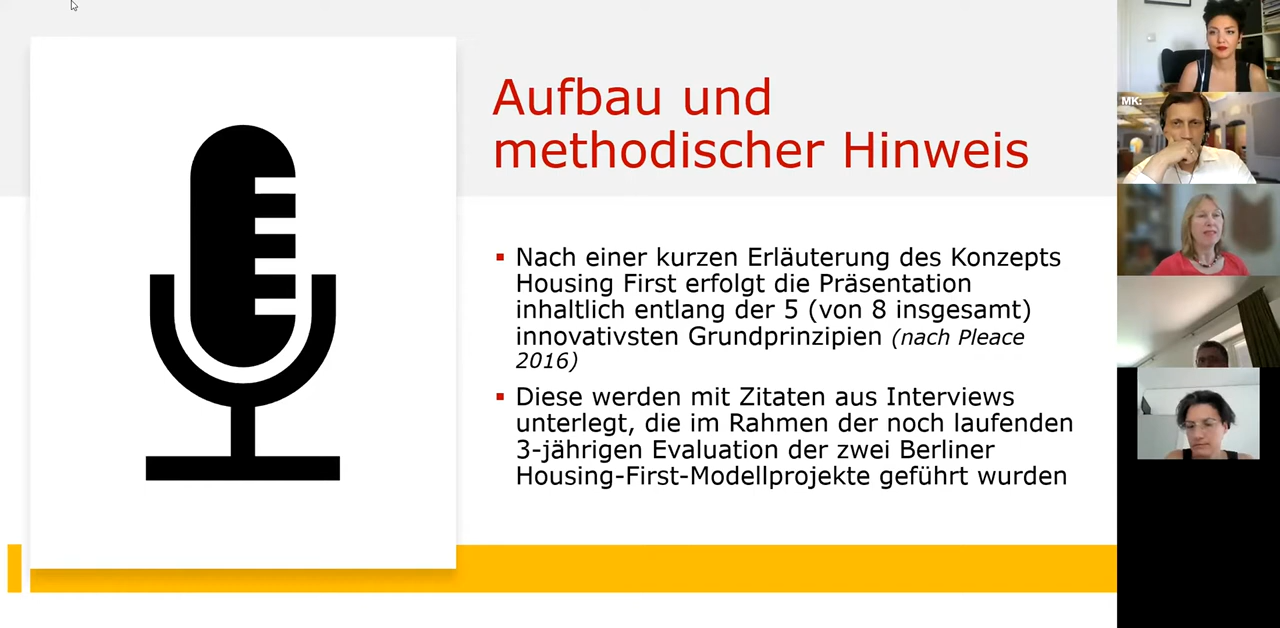 Aufbau und
methodischer Hinweis
Nach einer kurzen Erläuterung des Konzepts
Housing First erfolgt die Präsentation
inhaltlich entlang der 5 (von 8 insgesamt)
innovativsten Grundprinzipien (nach Pleace
2016)
Diese werden mit Zitaten aus Interviews
unterlegt, die im Rahmen der noch laufenden
3-jährigen Evaluation der zwei Berliner
Housing-First-Modellprojekte geführt wurden
MK: